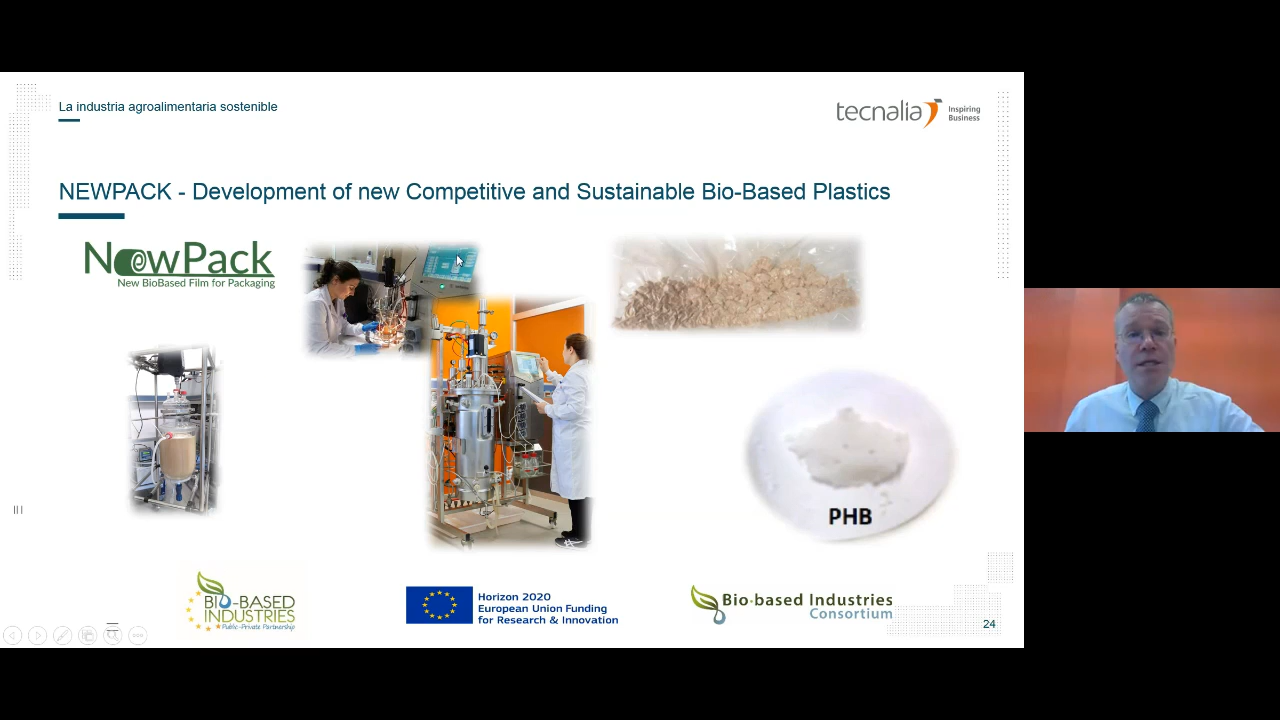 La industria agroalimentaria sostenible
tecnalia
Inspiring
Business
NEWPACK - Development of new Competitive and Sustainable Bio-Based Plastics
NewPack
New BioBased Film for Packaging
PHB
BIO-BASED
INDUSTRIES
Public-Private Partnership
Horizon 2020
European Union Funding
for Research & Innovation
Bio-based Industries
Consortium
24